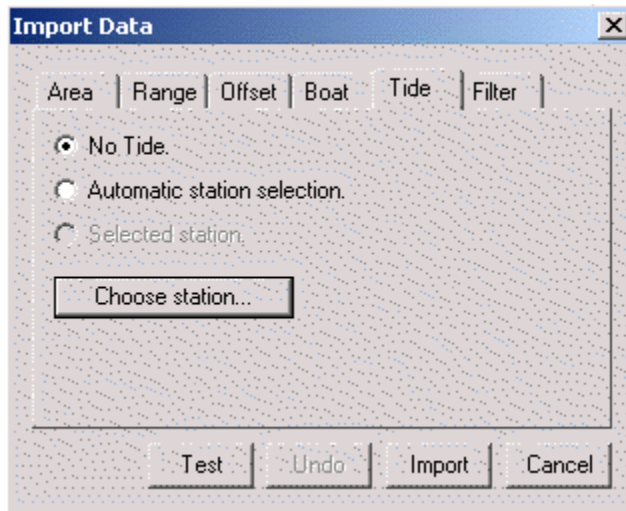 Import Data
Area Range Offset Boat Tide Filter
No Tide.
Automatic station selection.
Selected station.
Choose station...
Test Undo Import Cancel